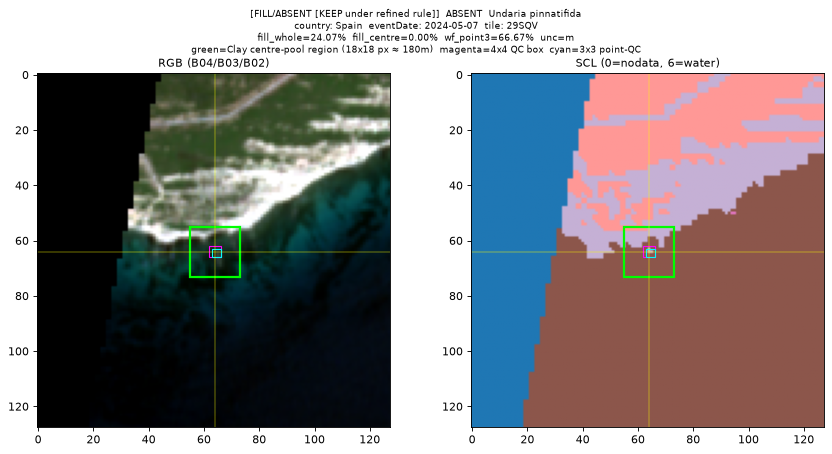 [FILL/ABSENT [KEEP under refined rule]]  ABSENT  Undaria pinnatifida
country: Spain  eventDate: 2024-05-07  tile: 29SQV
fill_whole=24.07%  fill_centre=0.00%  wf_point3=66.67%  unc=m
green=Clay centre-pool region (18x18 px ≈ 180m)  magenta=4x4 QC box  cyan=3x3 point-QC
RGB (B04/B03/B02)
SCL (0=nodata, 6=water)
0
20
40
60
80
100
120
0 20 40 60 80 100 120
0
20
40
60
80
100
120
0 20 40 60 80 100 120